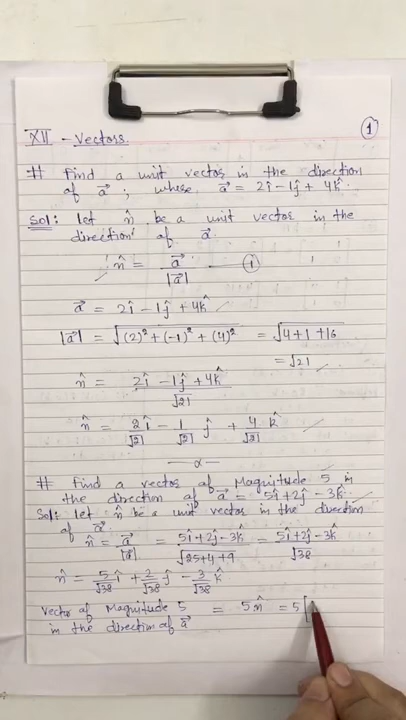 XII - Vectors.
①
# Find a unit vector in the direction
of a⃗ ; where a⃗ = 2î - 1ĵ + 4k̂.
Sol: let n̂ be a unit vector in the
direction of a⃗.
n̂ = a⃗ / |a⃗| — ①
a⃗ = 2î - 1ĵ + 4k̂
|a⃗| = √((2)² + (-1)² + (4)²) = √(4+1+16)
= √21
n̂ = (2î - 1ĵ + 4k̂) / √21
n̂ = 2/√21 î - 1/√21 ĵ + 4/√21 k̂
— x —
# Find a vector of Magnitude 5 in
the direction of a⃗ = 5î + 2ĵ - 3k̂.
Sol: let n̂ be a unit vector in the direction
of a⃗
n̂ = a⃗ / |a⃗| = (5î + 2ĵ - 3k̂) / √(25+4+9) = (5î + 2ĵ - 3k̂) / √38
n̂ = 5/√38 î + 2/√38 ĵ - 3/√38 k̂
Vector of Magnitude 5 = 5n̂ = 5[
in the direction of a⃗